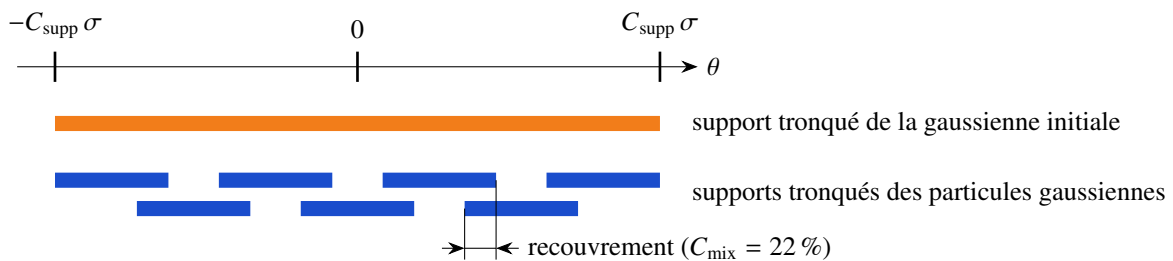 −C_supp σ 0 C_supp σ
θ
support tronqué de la gaussienne initiale
supports tronqués des particules gaussiennes
recouvrement (C_mix = 22 %)